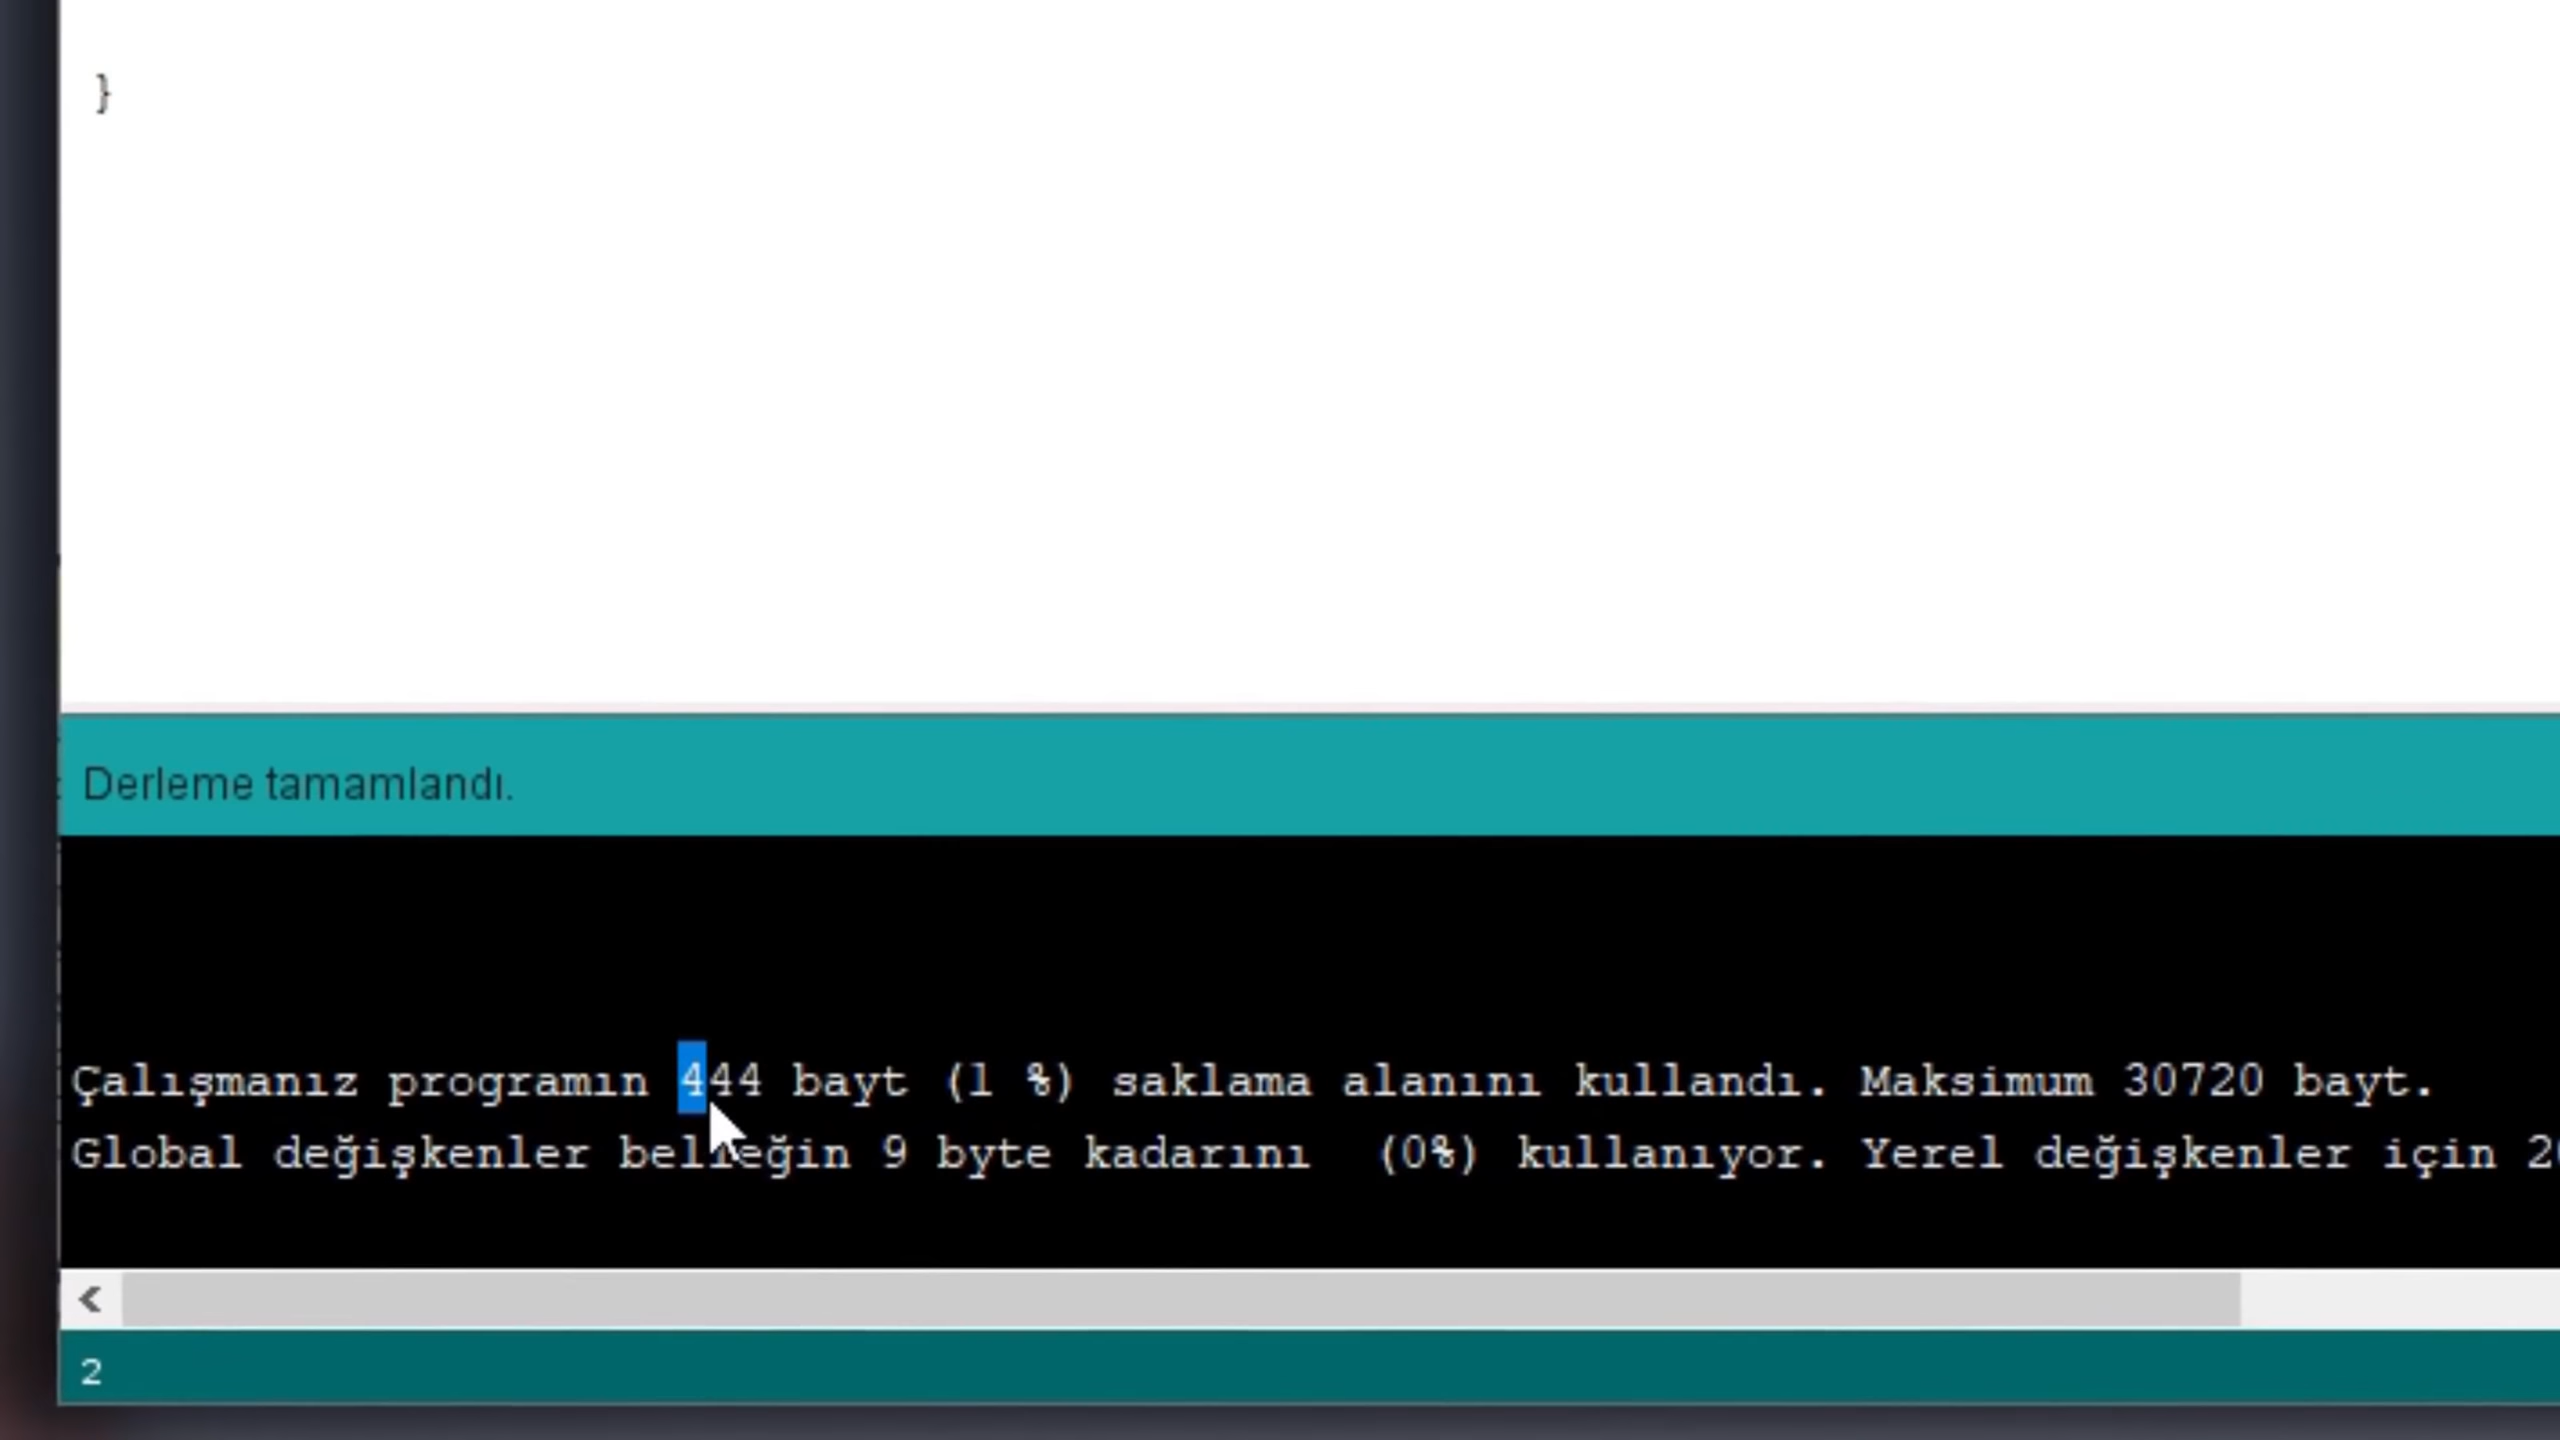 }
Derleme tamamlandı.
Çalışmanız programın 444 bayt (1 %) saklama alanını kullandı. Maksimum 30720 bayt.
Global değişkenler belleğin 9 byte kadarını  (0%) kullanıyor. Yerel değişkenler için
2